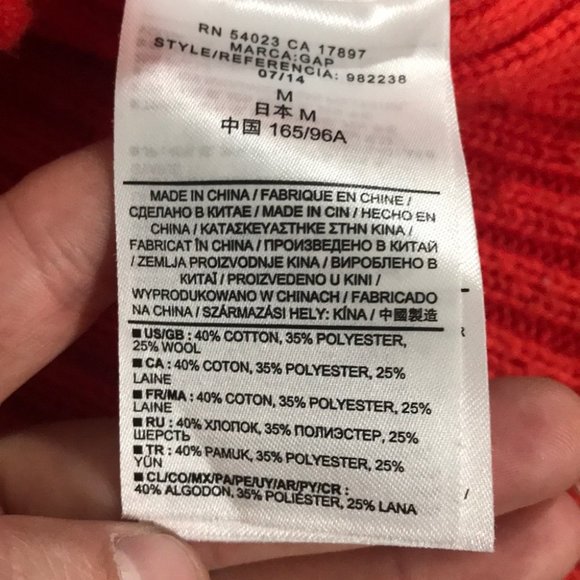 RN 54023 CA 17897
MARCA:GAP
STYLE/REFERENCIA: 982238
07/14
M
日本 M
中国 165/96A
MADE IN CHINA / FABRIQUE EN CHINE /
СДЕЛАНО В КИТАЕ / MADE IN CIN / HECHO EN
CHINA / ΚΑΤΑΣΚΕΥΑΣΤΗΚΕ ΣΤΗΝ ΚΙΝΑ /
FABRICAT ÎN CHINA / ПРОИЗВЕДЕНО В КИТАЙ
/ ZEMLJA PROIZVODNJE KINA / ВИРОБЛЕНО В
КИТАЇ / PROIZVEDENO U KINI /
WYPRODUKOWANO W CHINACH / FABRICADO
NA CHINA / SZÁRMAZÁSI HELY: KÍNA / 中國製造
■ US/GB : 40% COTTON, 35% POLYESTER,
25% WOOL
■ CA : 40% COTON, 35% POLYESTER, 25%
LAINE
■ FR/MA : 40% COTON, 35% POLYESTER, 25%
LAINE
■ RU : 40% ХЛОПОК, 35% ПОЛИЭСТЕР, 25%
ШЕРСТЬ
■ TR : 40% PAMUK, 35% POLYESTER, 25%
YÜN
■ CL/CO/MX/PA/PE/UY/AR/PY/CR :
40% ALGODON, 35% POLIÉSTER, 25% LANA